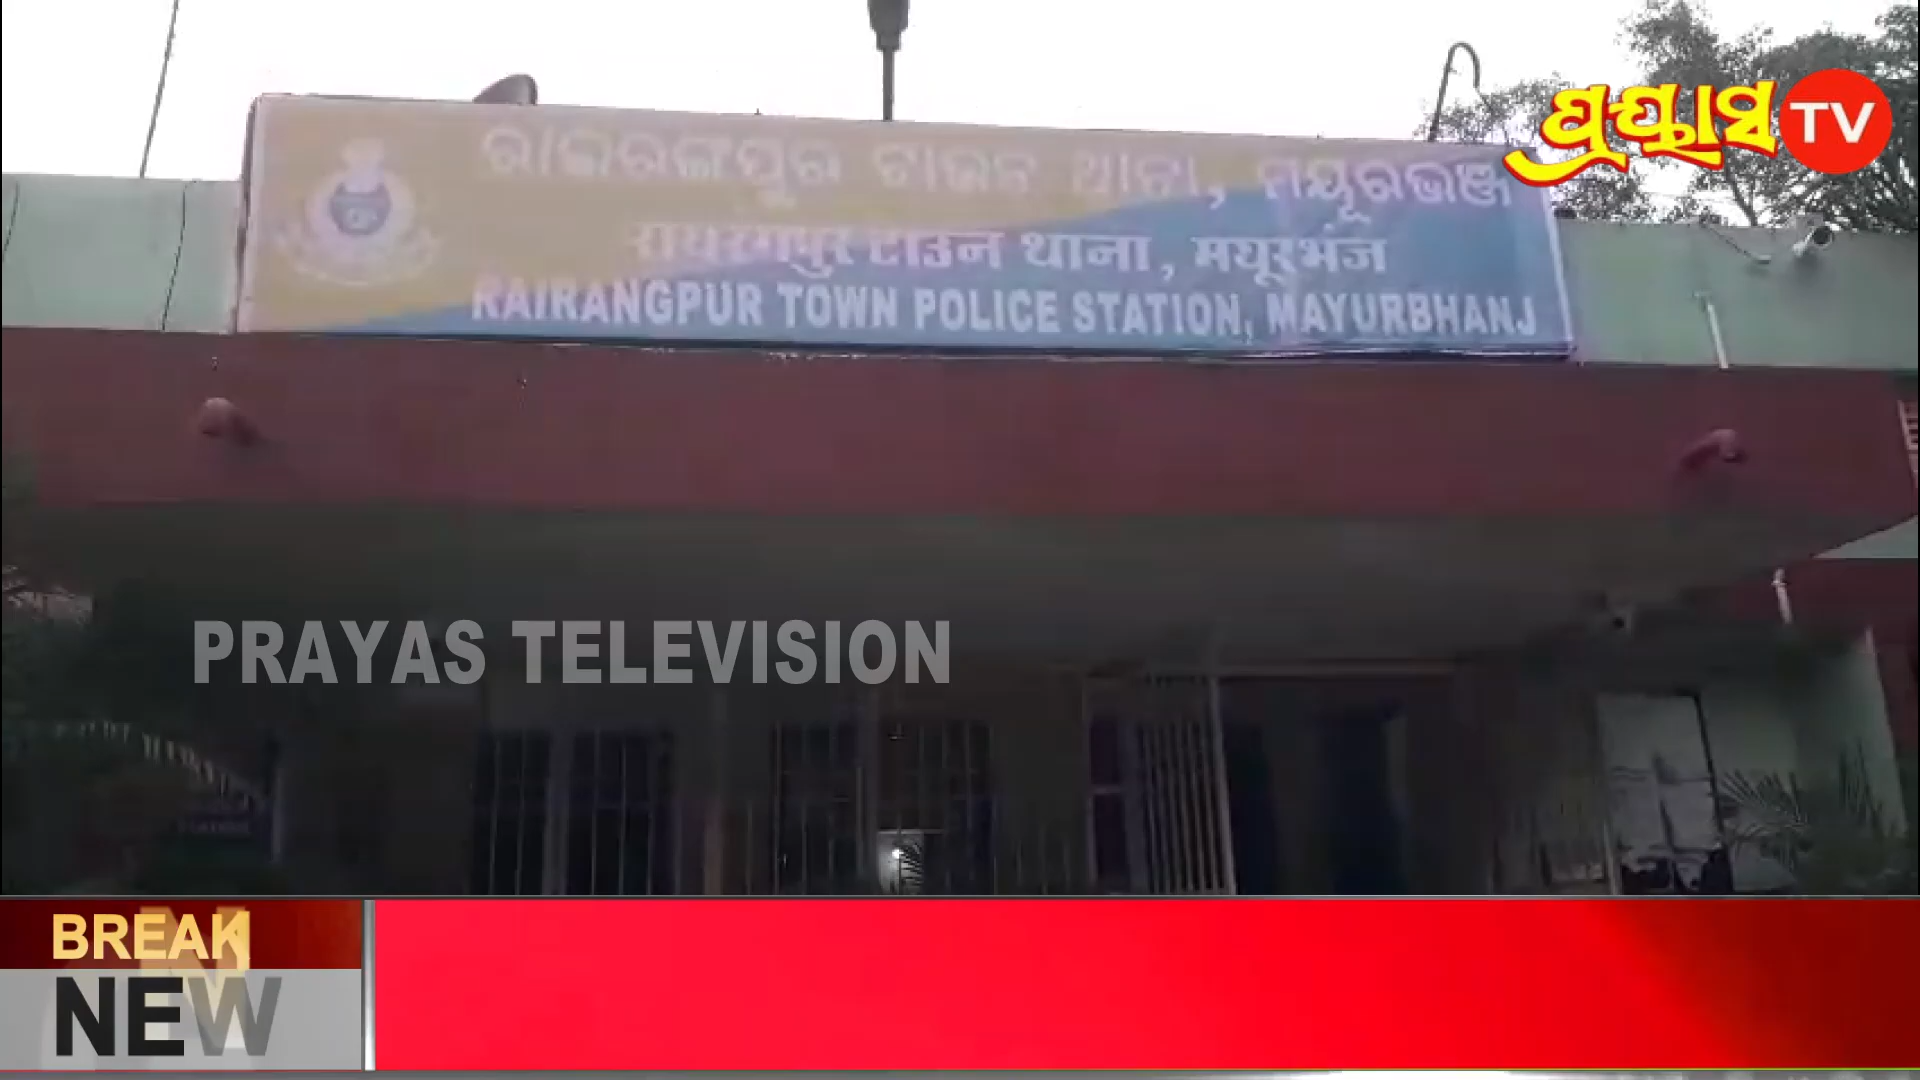 ପ୍ରୟାସ TV
ରାଇରଙ୍ଗପୁର ଟାଉନ ଥାନା, ମୟୂରଭଞ୍ଜ
रायरंगपुर टाउन थाना, मयूरभंज
RAIRANGPUR TOWN POLICE STATION, MAYURBHANJ
PRAYAS TELEVISION
BREAK
NEW